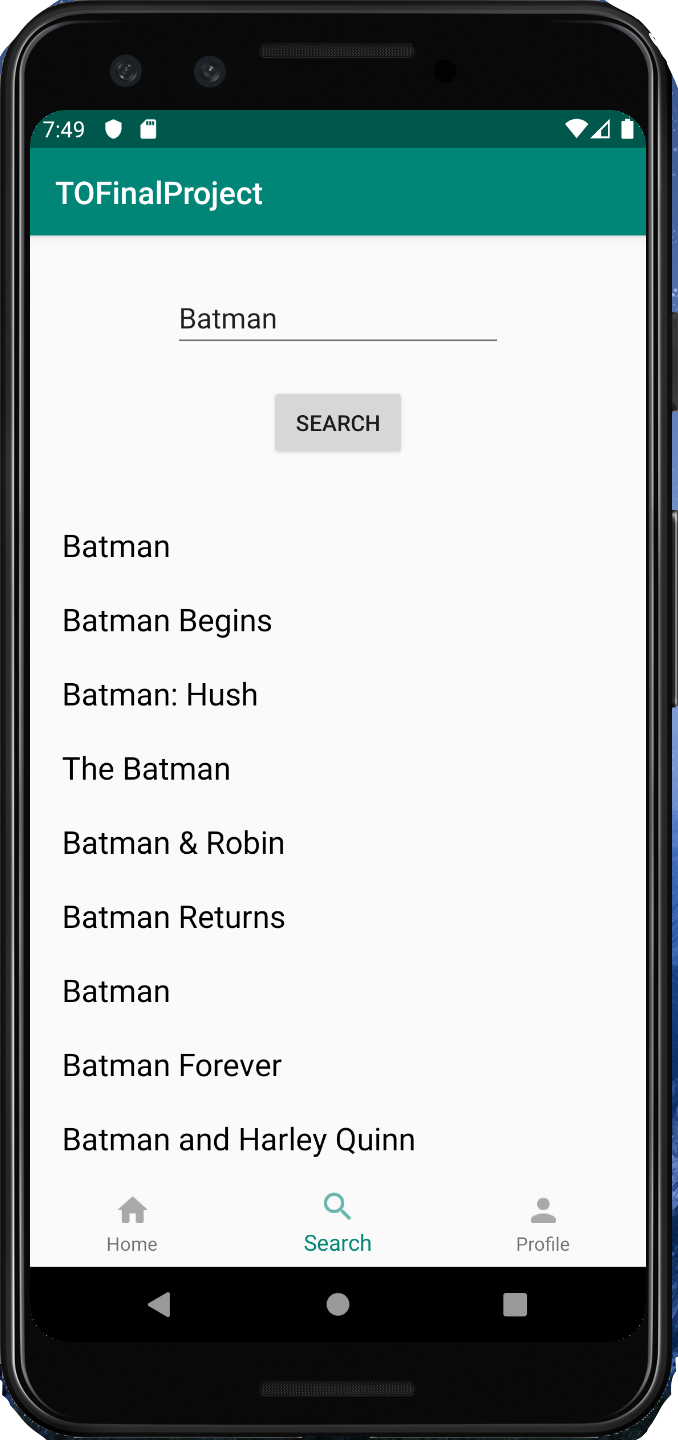 7:49
TOFinalProject
Batman
SEARCH
Batman
Batman Begins
Batman: Hush
The Batman
Batman & Robin
Batman Returns
Batman
Batman Forever
Batman and Harley Quinn
Home
Search
Profile